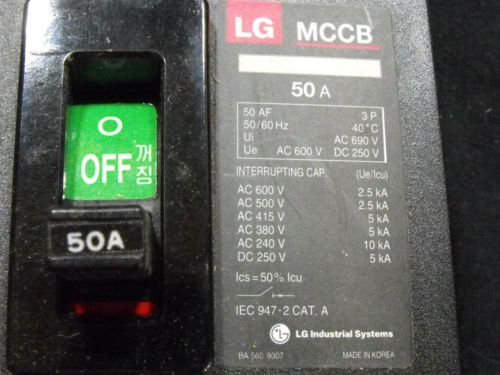 O
OFF 꺼짐
50A
LG MCCB
50 A
50 AF 3 P
50/60 Hz 40°C
Ui AC 690 V
Ue AC 600 V DC 250 V
INTERRUPTING CAP. (Ue/Icu)
AC 600 V 2.5 kA
AC 500 V 2.5 kA
AC 415 V 5 kA
AC 380 V 5 kA
AC 240 V 10 kA
DC 250 V 5 kA
Ics = 50% Icu
IEC 947-2 CAT. A
LG Industrial Systems
BA 560 9307 MADE IN KOREA